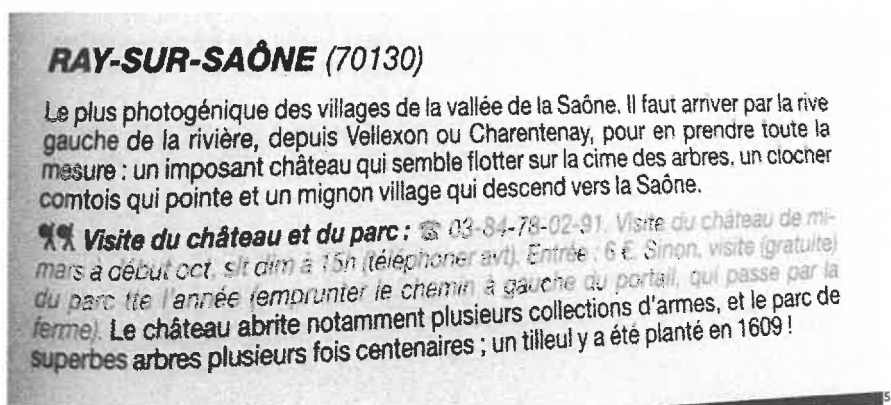 RAY-SUR-SAÔNE (70130)
Le plus photogénique des villages de la vallée de la Saône. Il faut arriver par la rive
gauche de la rivière, depuis Vellexon ou Charentenay, pour en prendre toute la
mesure : un imposant château qui semble flotter sur la cime des arbres, un clocher
comtois qui pointe et un mignon village qui descend vers la Saône.
Visite du château et du parc : ☎ 03-84-78-02-91. Visite du château de mi-
mars à début oct, slt dim à 15h (téléphoner avt). Entrée : 6 €. Sinon, visite (gratuite)
du parc tte l'année (emprunter le chemin à gauche du portail, qui passe par la
ferme). Le château abrite notamment plusieurs collections d'armes, et le parc de
superbes arbres plusieurs fois centenaires ; un tilleul y a été planté en 1609 !
5